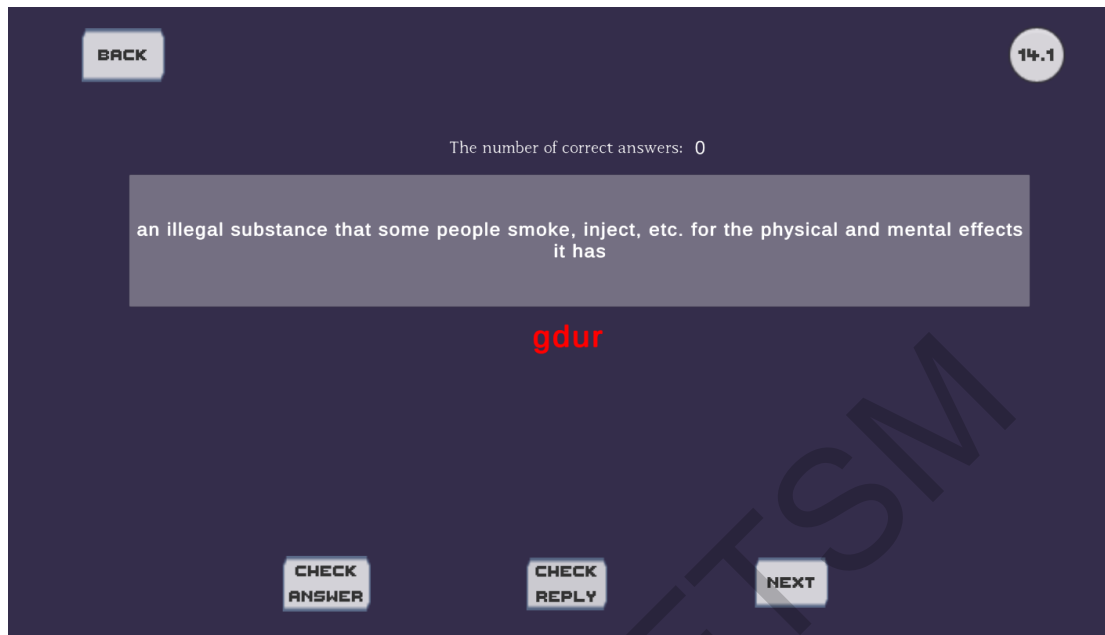 BACK
14.1
The number of correct answers: 0
an illegal substance that some people smoke, inject, etc. for the physical and mental effects
it has
gdur
CHECK
ANSWER
CHECK
REPLY
NEXT